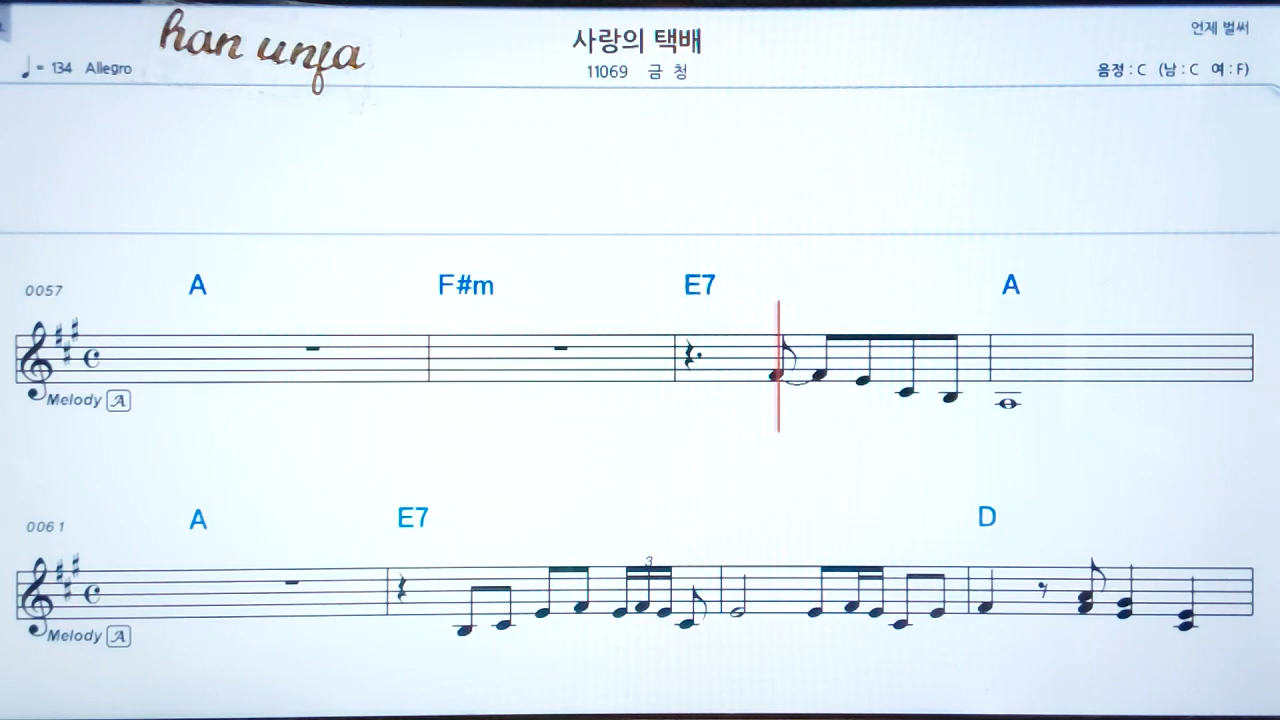 han unja
사랑의 택배
언제 벌써
♩ = 134 Allegro
11069 금 청
음정 : C (남 : C 여 : F)
0057
A F#m E7 A
Melody A
0061
A E7 D
3
Melody A